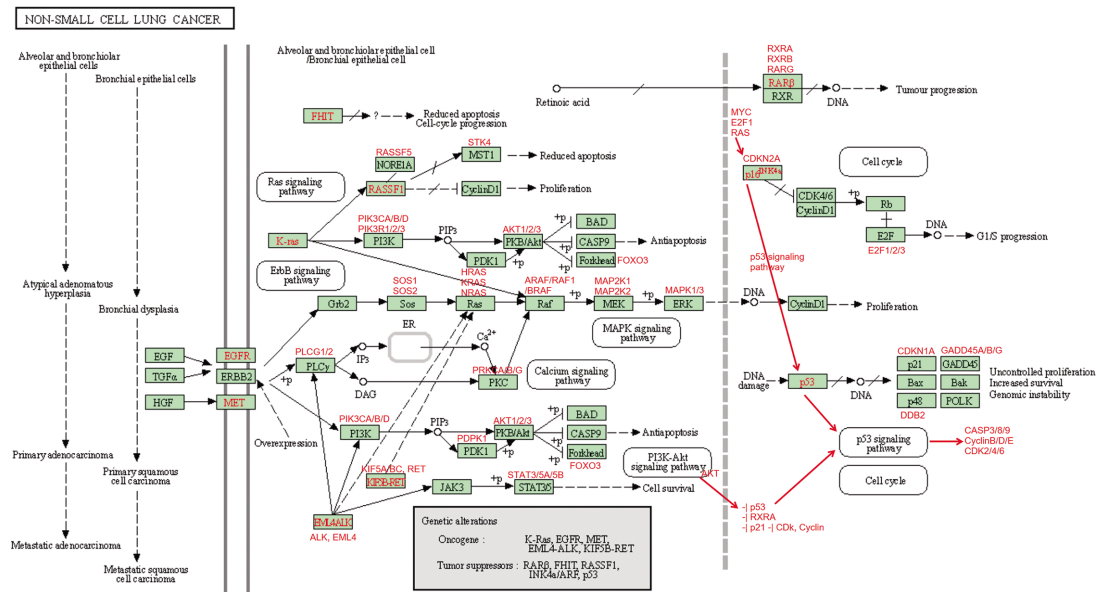 NON-SMALL CELL LUNG CANCER
Alveolar and bronchiolar
epithelial cells
Bronchial epithelial cells
Atypical adenomatous
hyperplasia
Bronchial dysplasia
Primary adenocarcinoma
Primary squamous
cell carcinoma
Metastatic adenocarcinoma
Metastatic squamous
cell carcinoma
Alveolar and bronchiolar epithelial cell
/Bronchial epithelial cell
RXRA
RXRB
RARG
RARβ
RXR
Retinoic acid
DNA
Tumour progression
FHIT
?
Reduced apoptosis
Cell-cycle progression
MYC
E2F1
RAS
STK4
RASSF5
MST1
NORE1A
Reduced apoptosis
Ras signaling
pathway
RASSF1
CyclinD1
Proliferation
CDKN2A
p16INK4a
Cell cycle
CDK4/6
CyclinD1
+p
Rb
E2F
E2F1/2/3
DNA
G1/S progression
K-ras
PIK3CA/B/D
PIK3R1/2/3
PI3K
PIP3
AKT1/2/3
PKB/Akt
PDK1
+p
+p
+p
BAD
CASP9
Forkhead
FOXO3
Antiapoptosis
p53 signaling
pathway
ErbB signaling
pathway
Grb2
SOS1
SOS2
Sos
HRAS
KRAS
NRAS
Ras
ARAF/RAF1
/BRAF
Raf
+p
MAP2K1
MAP2K2
MEK
+p
MAPK1/3
ERK
DNA
CyclinD1
Proliferation
MAPK signaling
pathway
EGF
TGFα
HGF
EGFR
ERBB2
MET
+p
Overexpression
PLCG1/2
PLCγ
IP3
DAG
ER
Ca2+
PRKCA/B/G
PKC
Calcium signaling
pathway
DNA
damage
p53
DNA
CDKN1A
GADD45A/B/G
p21
GADD45
Bax
Bak
p48
POLK
DDB2
Uncontrolled proliferation
Increased survival
Genomic instability
PIK3CA/B/D
PI3K
PIP3
PDPK1
PDK1
AKT1/2/3
PKB/Akt
+p
+p
+p
BAD
CASP9
Forkhead
FOXO3
Antiapoptosis
PI3K-Akt
signaling pathway
AKT
p53 signaling
pathway
CASP3/8/9
CyclinB/D/E
CDK2/4/6
Cell cycle
KIF5A/BC, RET
KIF5B-RET
JAK3
+p
STAT3/5A/5B
STAT3/5
Cell survival
EML4ALK
ALK, EML4
-| p53
-| RXRA
-| p21 -| CDk, Cyclin
Genetic alterations
Oncogene : K-Ras, EGFR, MET,
EML4-ALK, KIF5B-RET
Tumor suppressors : RARβ, FHIT, RASSF1,
INK4a/ARF, p53